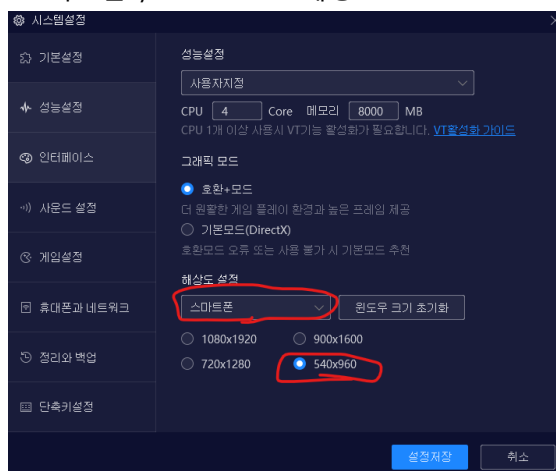 시스템설정
기본설정
성능설정
인터페이스
사운드 설정
게임설정
휴대폰과 네트워크
정리와 백업
단축키설정
성능설정
사용자지정
CPU 4 Core 메모리 8000 MB
CPU 1개 이상 사용시 VT기능 활성화가 필요합니다. VT활성화 가이드
그래픽 모드
호환+모드
더 원활한 게임 플레이 환경과 높은 프레임 제공
기본모드(DirectX)
호환모드 오류 또는 사용 불가 시 기본모드 추천
해상도 설정
스마트폰 윈도우 크기 초기화
1080x1920 900x1600
720x1280 540x960
설정저장 취소